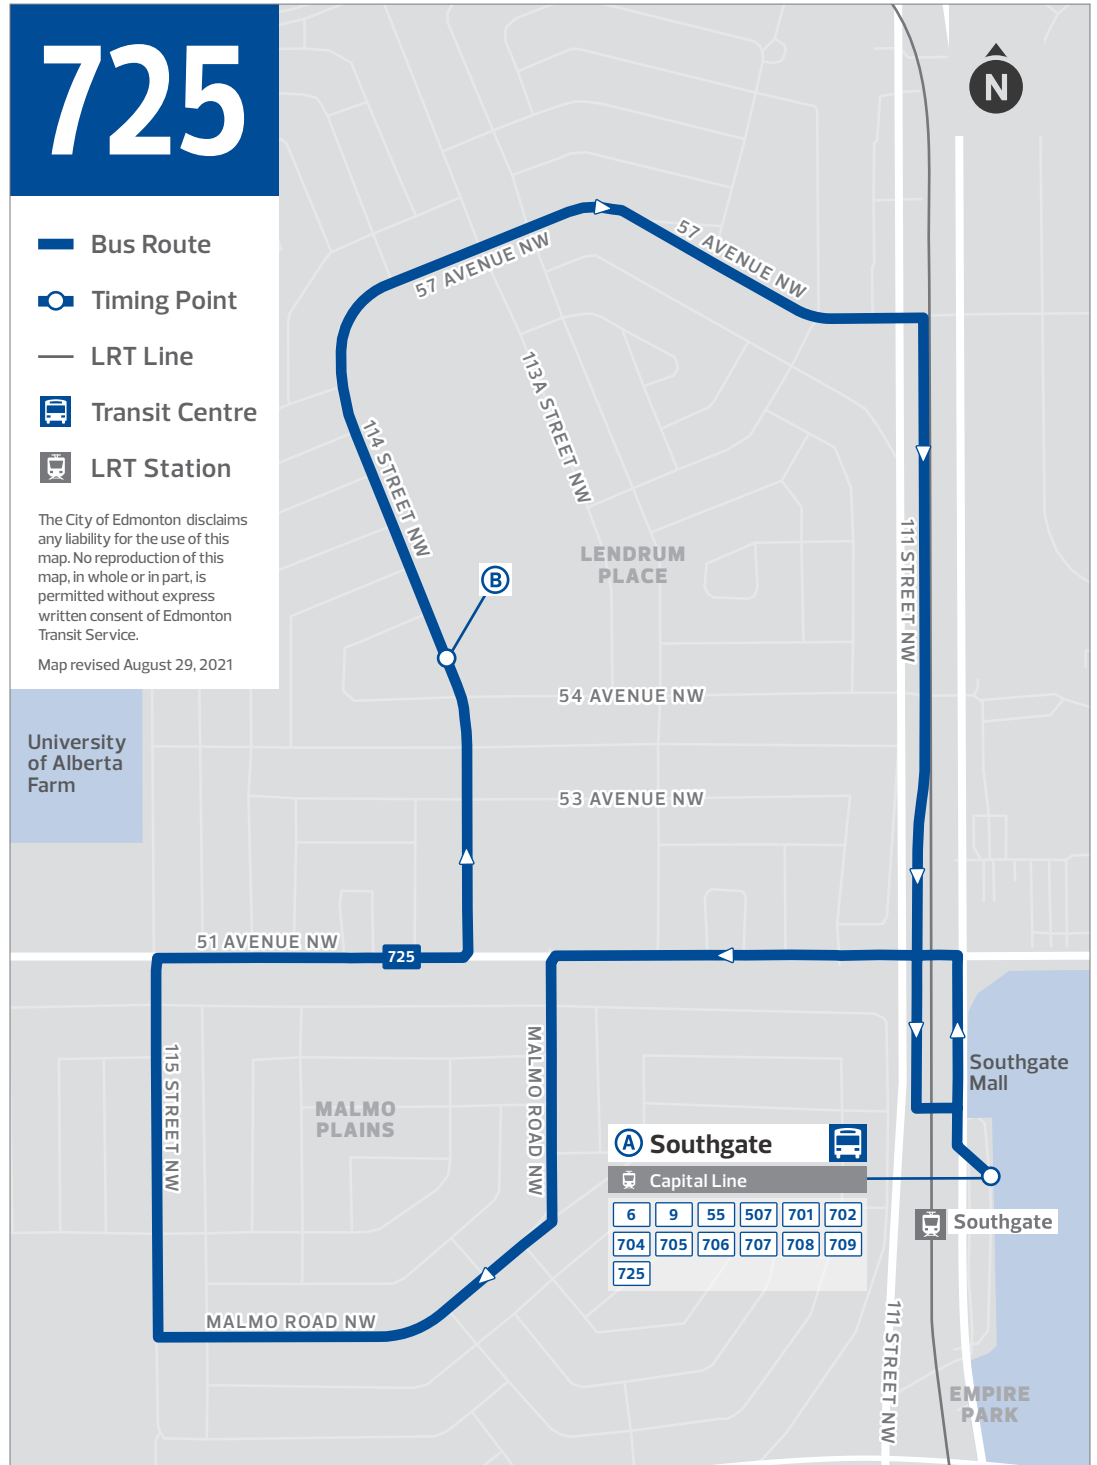 725
N
Bus Route
Timing Point
LRT Line
Transit Centre
LRT Station
The City of Edmonton disclaims
any liability for the use of this
map. No reproduction of this
map, in whole or in part, is
permitted without express
written consent of Edmonton
Transit Service.
Map revised August 29, 2021
57 AVENUE NW
57 AVENUE NW
113A STREET NW
114 STREET NW
111 STREET NW
LENDRUM
PLACE
B
54 AVENUE NW
University
of Alberta
Farm
53 AVENUE NW
51 AVENUE NW
725
115 STREET NW
MALMO ROAD NW
Southgate
Mall
MALMO
PLAINS
A Southgate
Capital Line
6 9 55 507 701 702
704 705 706 707 708 709
725
Southgate
MALMO ROAD NW
111 STREET NW
EMPIRE
PARK